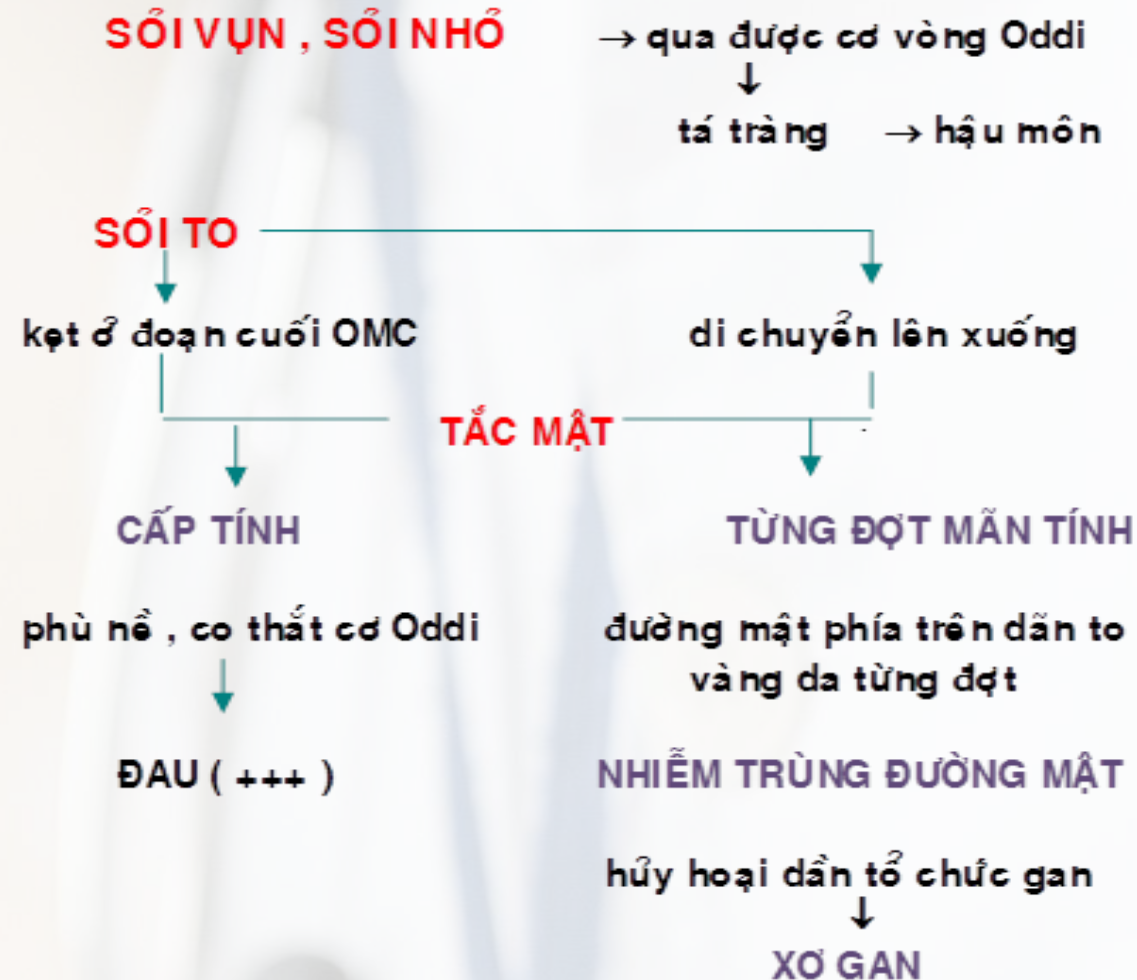 SỎI VỤN , SỎI NHỎ → qua được cơ vòng Oddi
↓
tá tràng → hậu môn
SỎI TO
kẹt ở đoạn cuối OMC di chuyển lên xuống
TẮC MẬT
CẤP TÍNH TỪNG ĐỢT MÃN TÍNH
phù nề , co thắt cơ Oddi đường mật phía trên dãn to
vàng da từng đợt
ĐAU ( +++ ) NHIỄM TRÙNG ĐƯỜNG MẬT
hủy hoại dần tổ chức gan
↓
XƠ GAN